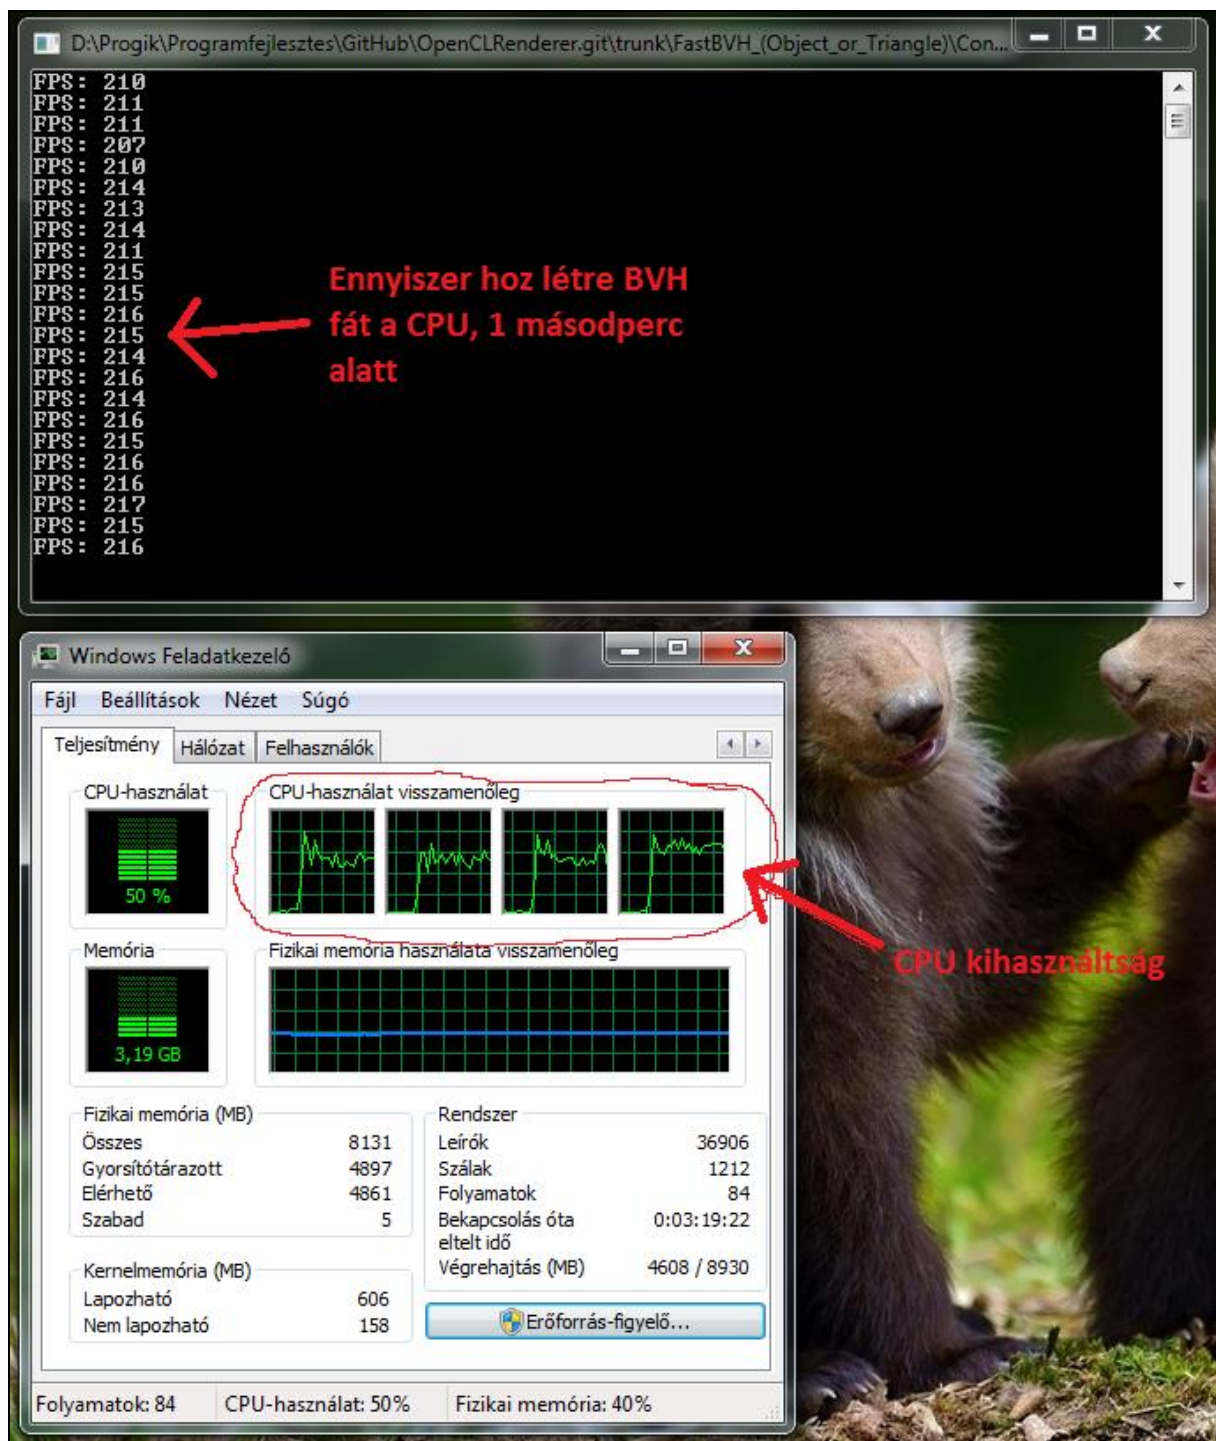 D:\Progik\Programfejlesztes\GitHub\OpenCLRenderer.git\trunk\FastBVH_(Object_or_Triangle)\Con...
FPS: 210
FPS: 211
FPS: 211
FPS: 207
FPS: 210
FPS: 214
FPS: 213
FPS: 214
FPS: 211
FPS: 215
FPS: 215
FPS: 216
FPS: 215
FPS: 214
FPS: 216
FPS: 214
FPS: 216
FPS: 215
FPS: 216
FPS: 216
FPS: 217
FPS: 215
FPS: 216
Ennyiszer hoz létre BVH
fát a CPU, 1 másodperc
alatt
Windows Feladatkezelő
Fájl Beállítások Nézet Súgó
Teljesítmény Hálózat Felhasználók
CPU-használat
50 %
CPU-használat visszamenőleg
Memória
3,19 GB
Fizikai memória használata visszamenőleg
CPU kihasználtság
Fizikai memória (MB)
Összes 8131
Gyorsítótárazott 4897
Elérhető 4861
Szabad 5
Kernelmemória (MB)
Lapozható 606
Nem lapozható 158
Rendszer
Leírók 36906
Szálak 1212
Folyamatok 84
Bekapcsolás óta 0:03:19:22
eltelt idő
Végrehajtás (MB) 4608 / 8930
Erőforrás-figyelő...
Folyamatok: 84 CPU-használat: 50% Fizikai memória: 40%